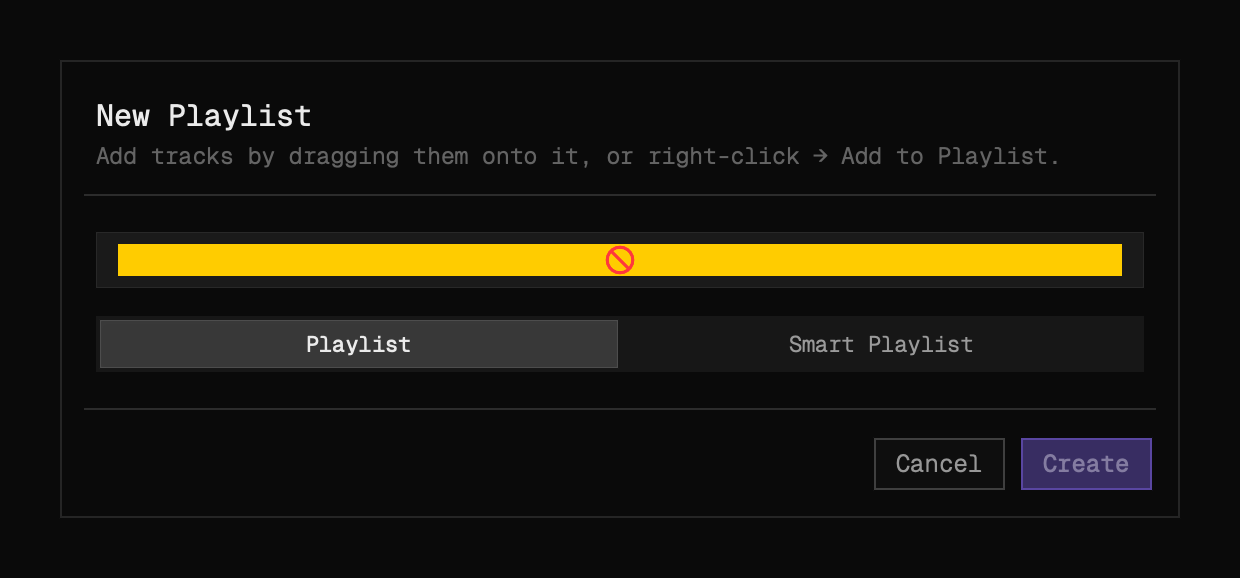 New Playlist
Add tracks by dragging them onto it, or right-click → Add to Playlist.
Playlist
Smart Playlist
Cancel
Create